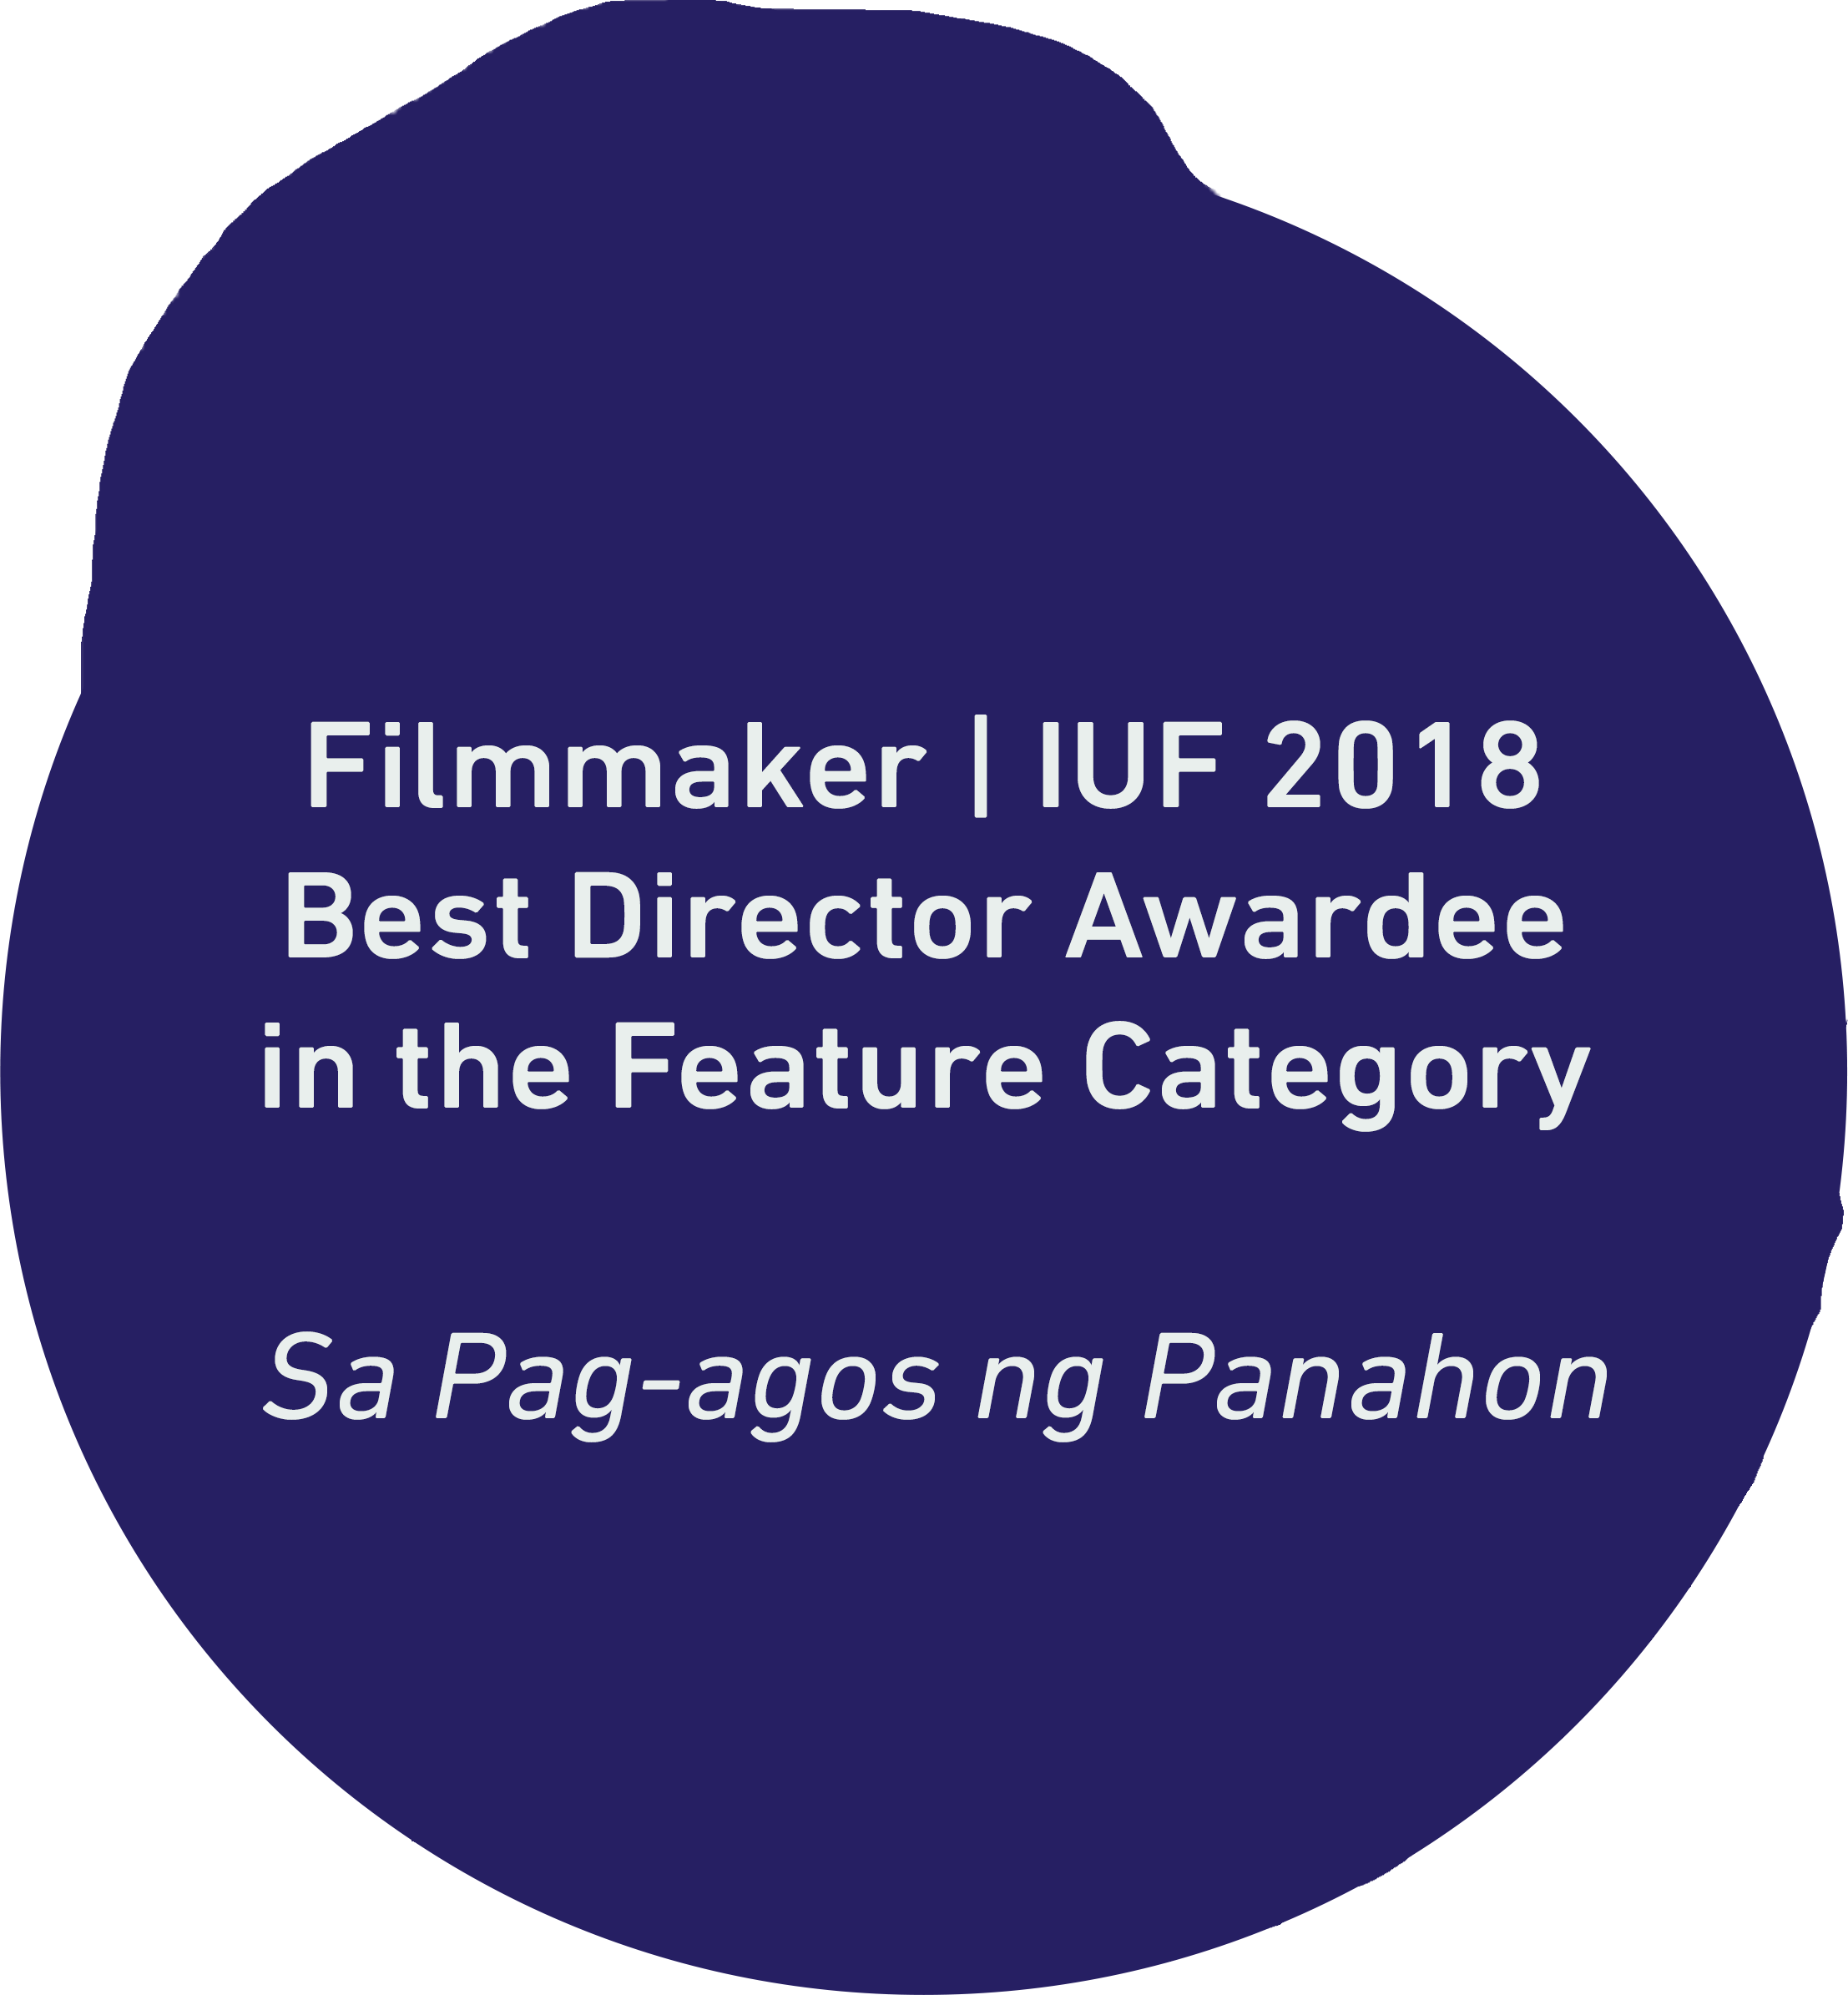 Filmmaker | IUF 2018
Best Director Awardee
in the Feature Category
Sa Pag-agos ng Panahon